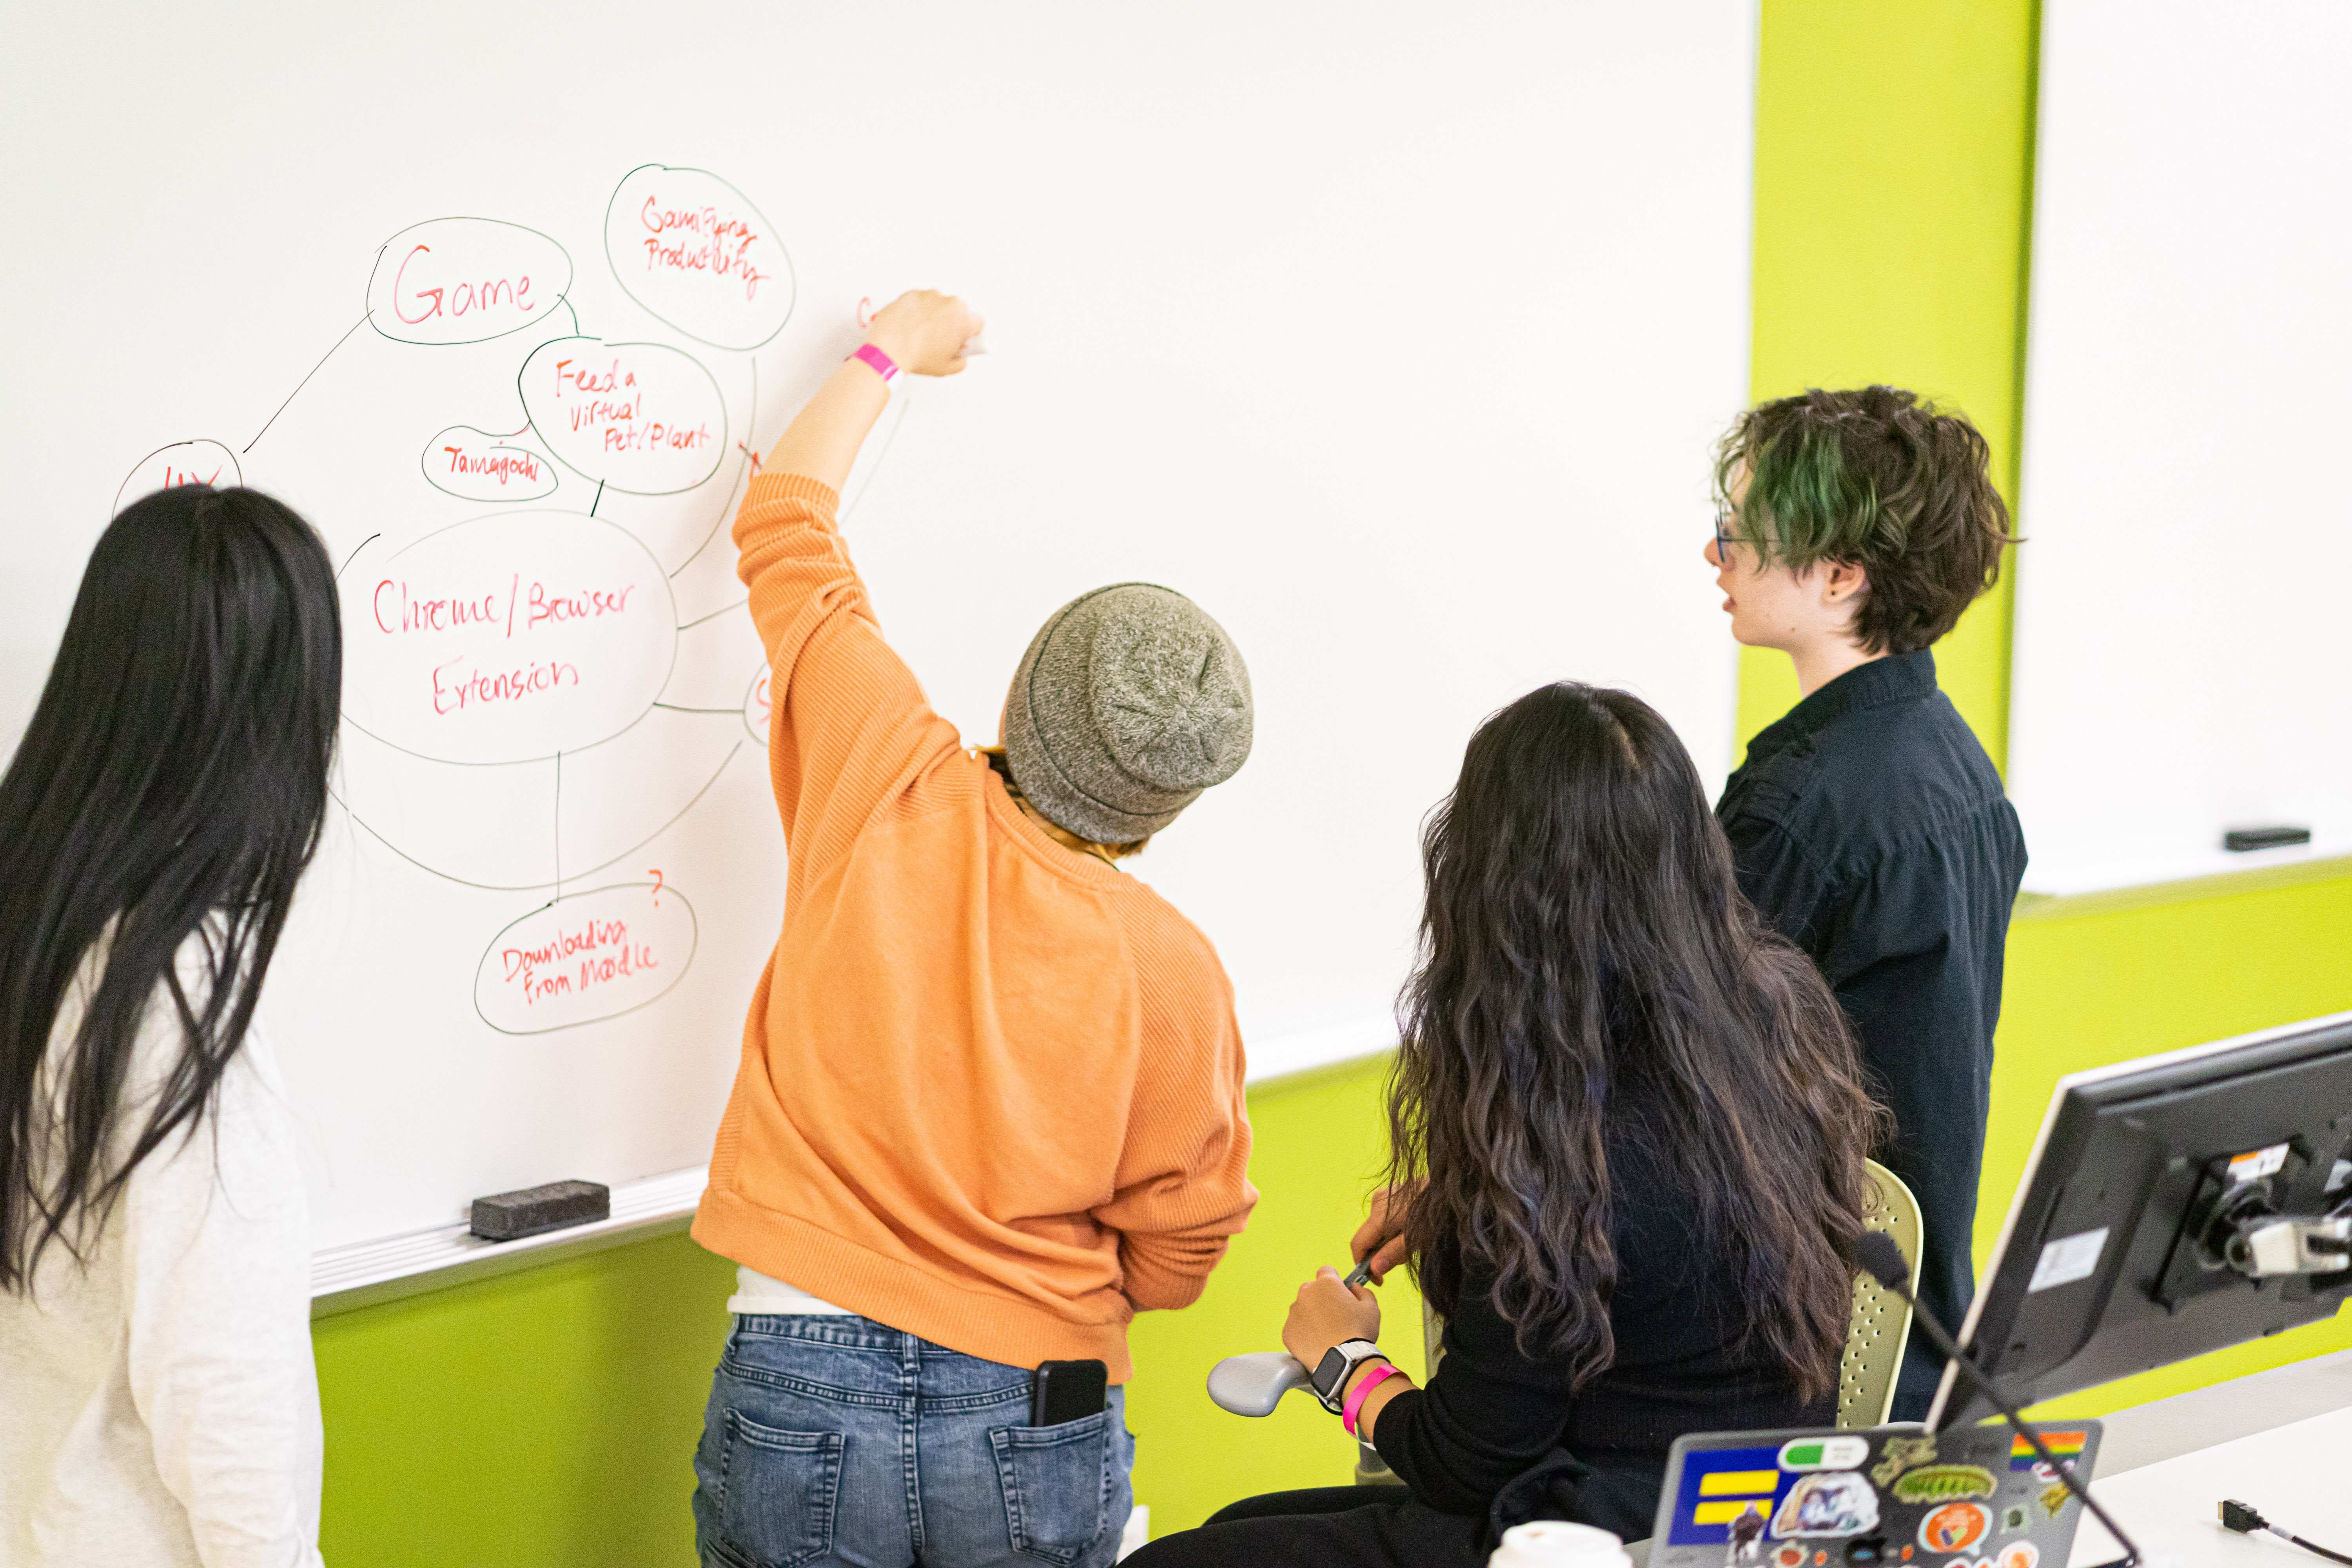 Gamifying
Productivity
Game
Feed a
Virtual
Pet/Plant
Tamagochi
Chrome/Browser
Extension
?
Downloading
From Moodle